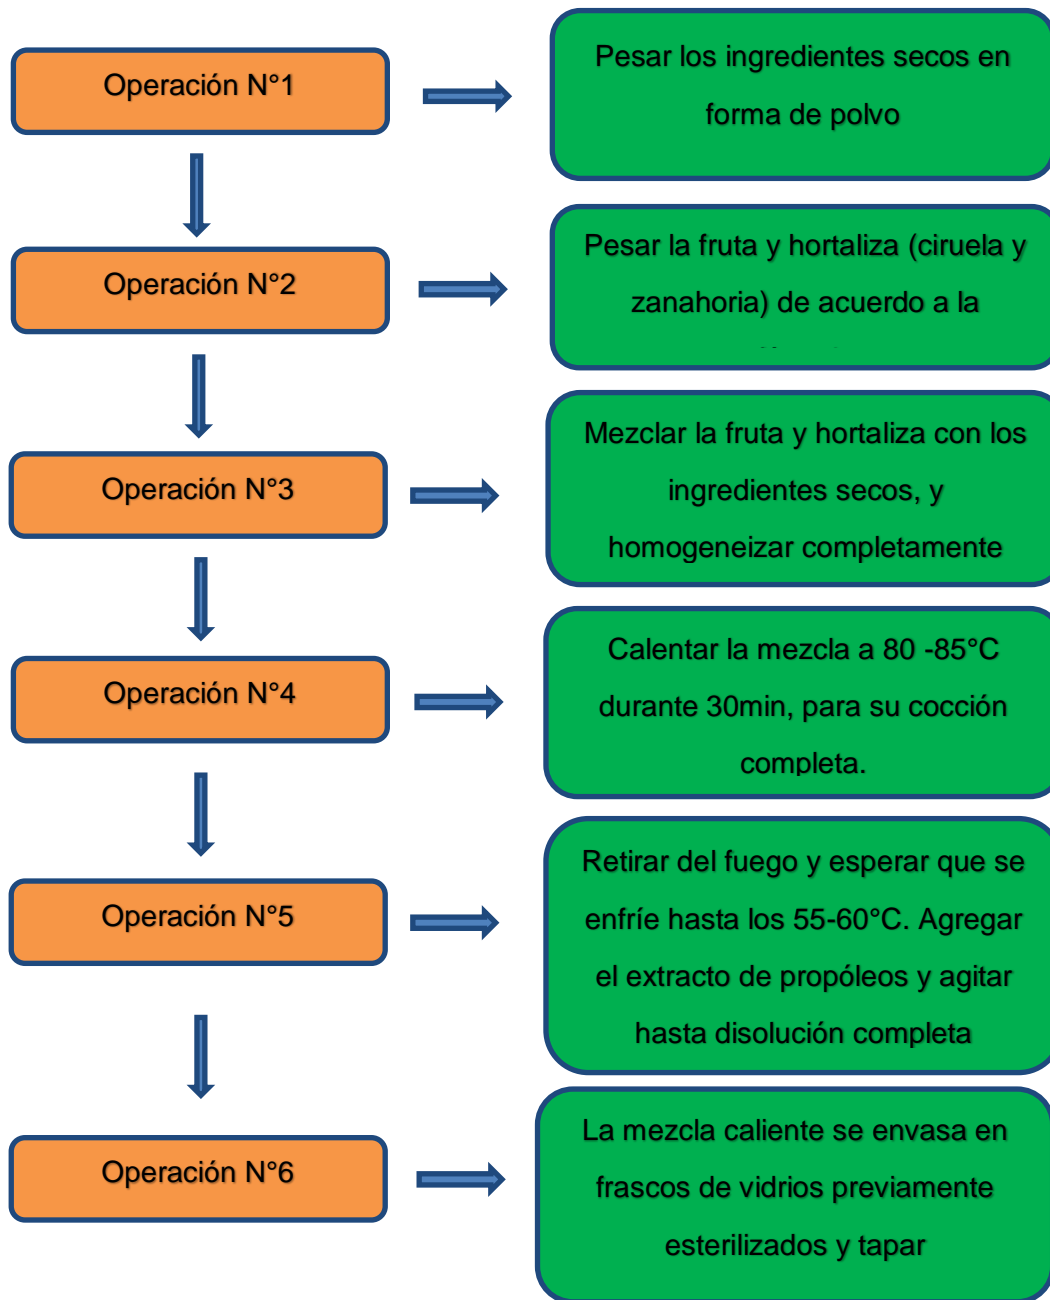 Operación N°1
Pesar los ingredientes secos en
forma de polvo
Operación N°2
Pesar la fruta y hortaliza (ciruela y
zanahoria) de acuerdo a la
Operación N°3
Mezclar la fruta y hortaliza con los
ingredientes secos, y
homogeneizar completamente
Operación N°4
Calentar la mezcla a 80 -85°C
durante 30min, para su cocción
completa.
Operación N°5
Retirar del fuego y esperar que se
enfríe hasta los 55-60°C. Agregar
el extracto de propóleos y agitar
hasta disolución completa
Operación N°6
La mezcla caliente se envasa en
frascos de vidrios previamente
esterilizados y tapar